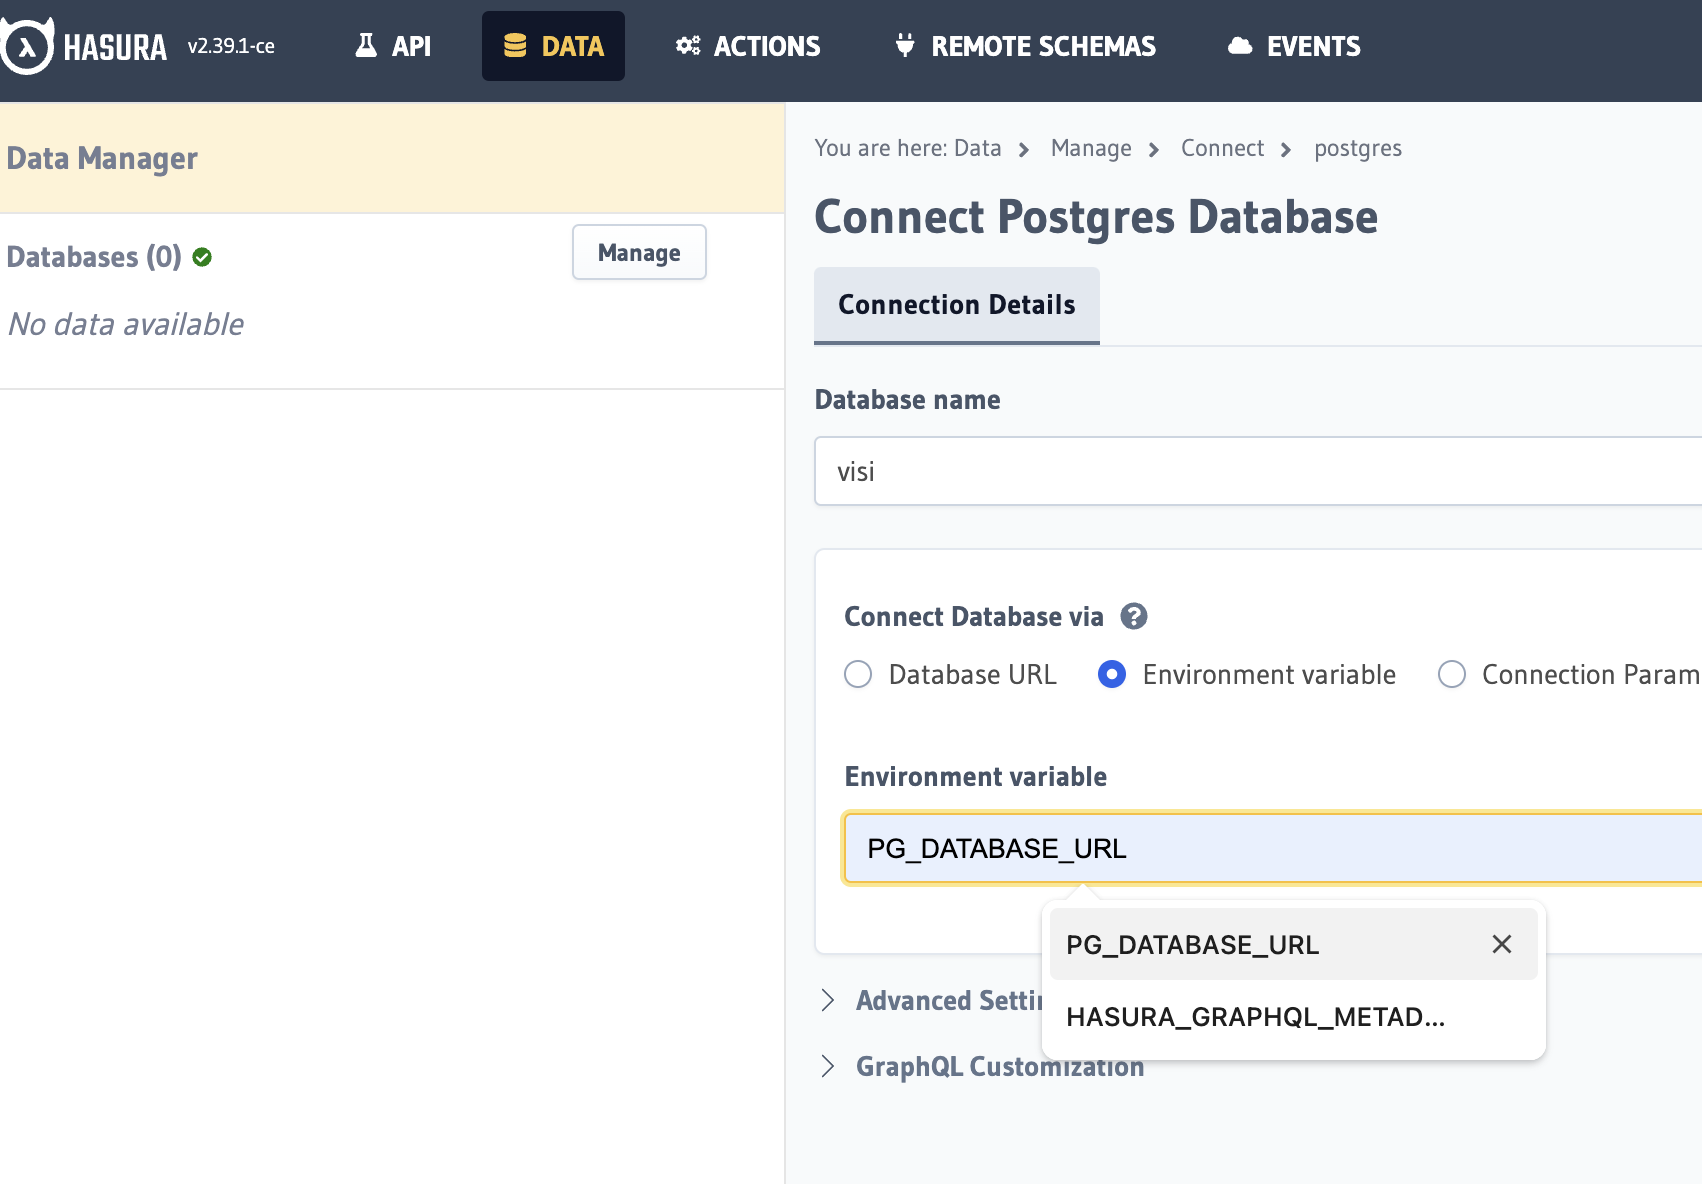 HASURA v2.39.1-ce API DATA ACTIONS REMOTE SCHEMAS EVENTS
Data Manager
Databases (0) Manage
No data available
You are here: Data > Manage > Connect > postgres
Connect Postgres Database
Connection Details
Database name
visi
Connect Database via
Database URL Environment variable Connection Param
Environment variable
PG_DATABASE_URL
PG_DATABASE_URL
HASURA_GRAPHQL_METAD...
Advanced Settin
GraphQL Customization